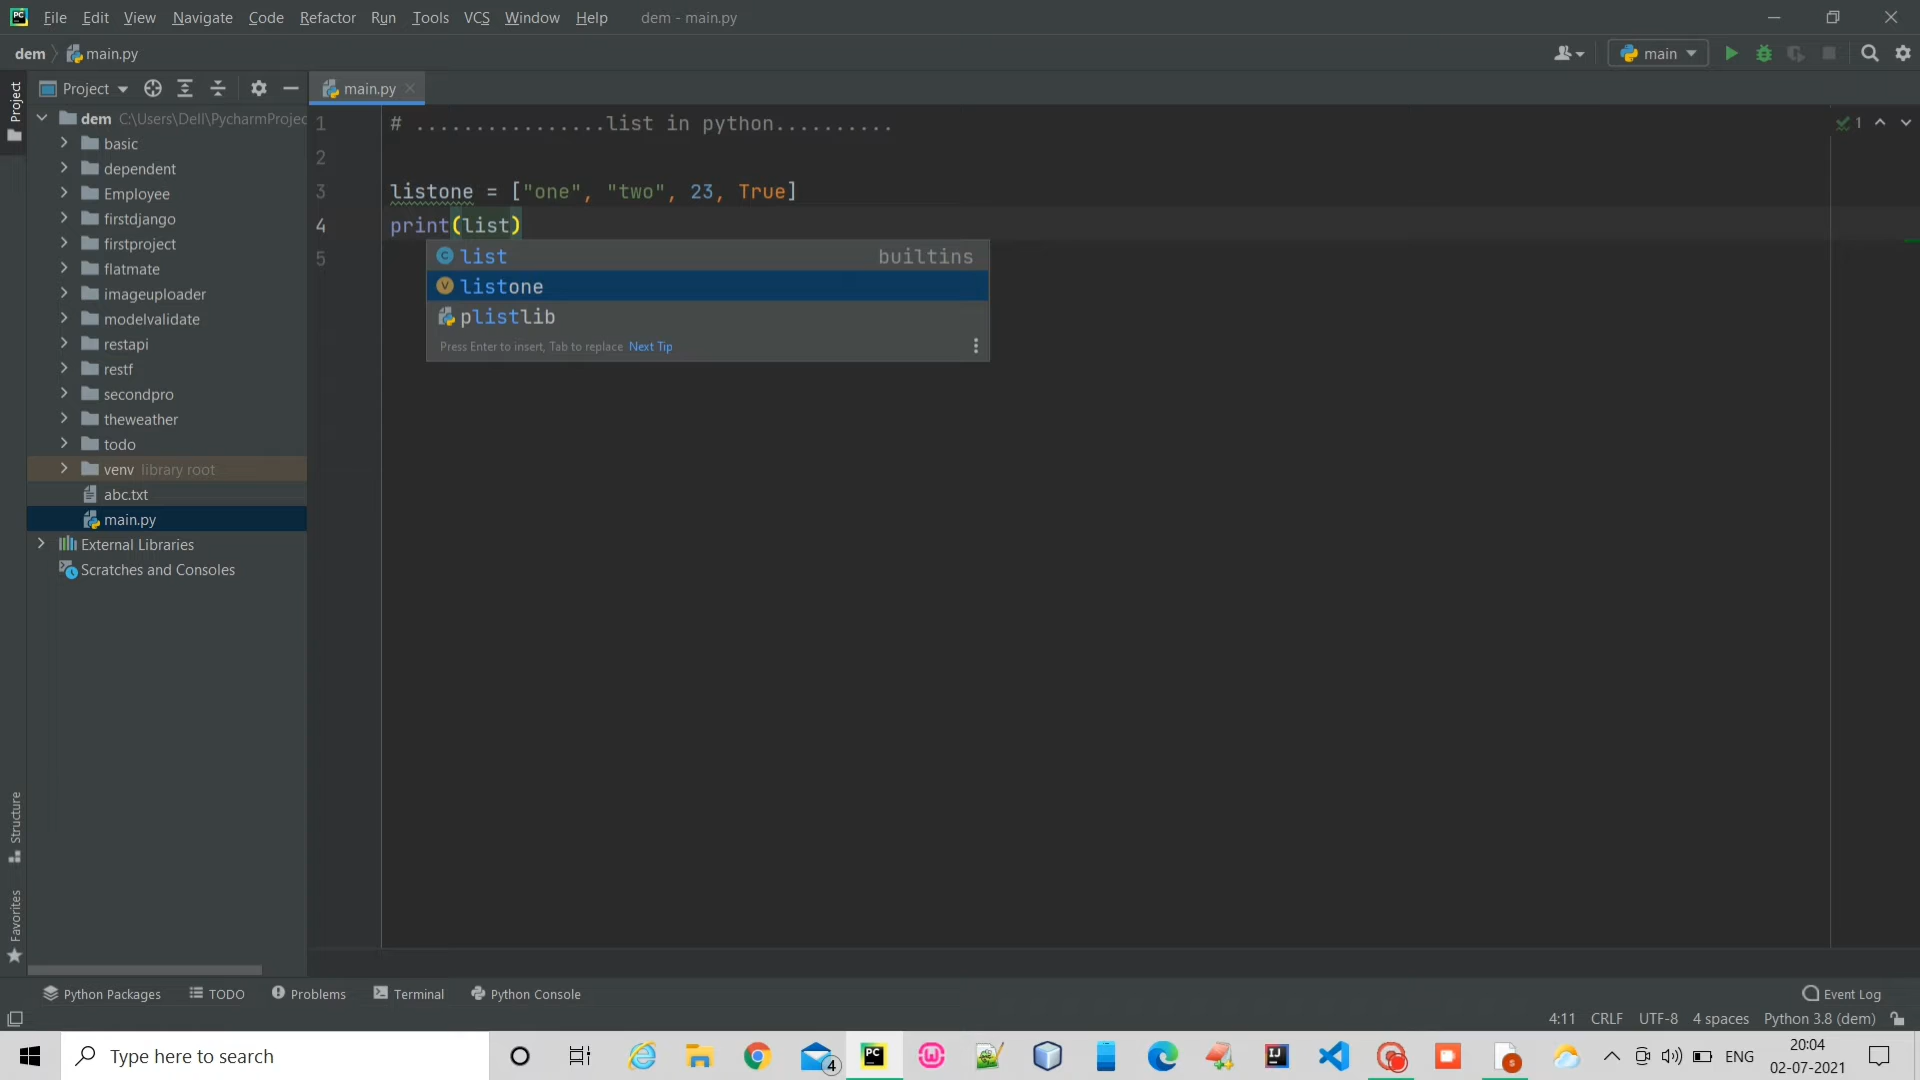 File Edit View Navigate Code Refactor Run Tools VCS Window Help dem - main.py
dem main.py main
Project main.py
Project
dem C:\Users\Dell\PycharmProjec
basic
dependent
Employee
firstdjango
firstproject
flatmate
imageuploader
modelvalidate
restapi
restf
secondpro
theweather
todo
venv library root
abc.txt
main.py
External Libraries
Scratches and Consoles
1 # ................list in python.......... 1
2
3 listone = ["one", "two", 23, True]
4 print(list)
5
list builtins
listone
plistlib
Press Enter to insert, Tab to replace Next Tip
Structure
Favorites
Python Packages TODO Problems Terminal Python Console Event Log
4:11 CRLF UTF-8 4 spaces Python 3.8 (dem)
Type here to search 4 PC IJ ENG 20:04
02-07-2021